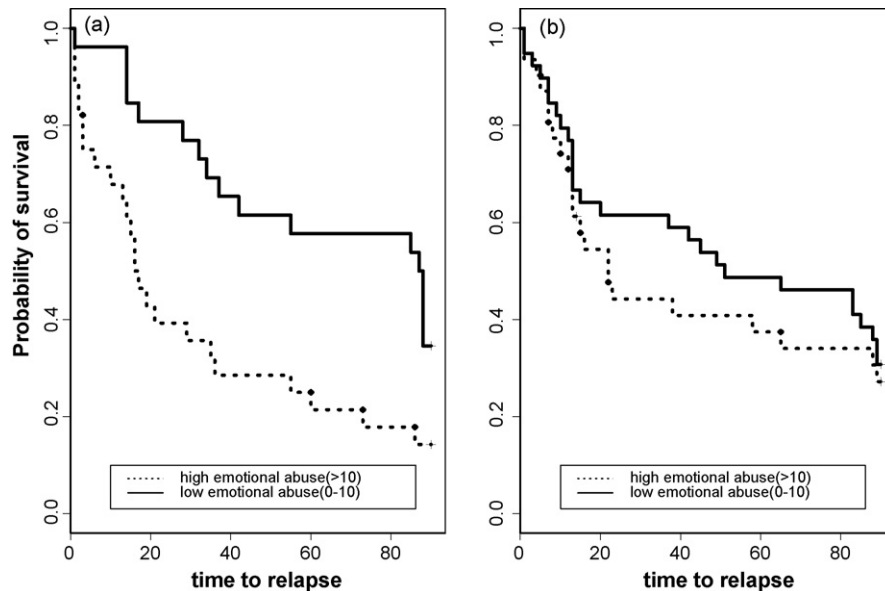 (a)
Probability of survival
1.0
0.8
0.6
0.4
0.2
0.0
high emotional abuse(>10)
low emotional abuse(0-10)
0 20 40 60 80
time to relapse
(b)
1.0
0.8
0.6
0.4
0.2
0.0
high emotional abuse(>10)
low emotional abuse(0-10)
0 20 40 60 80
time to relapse